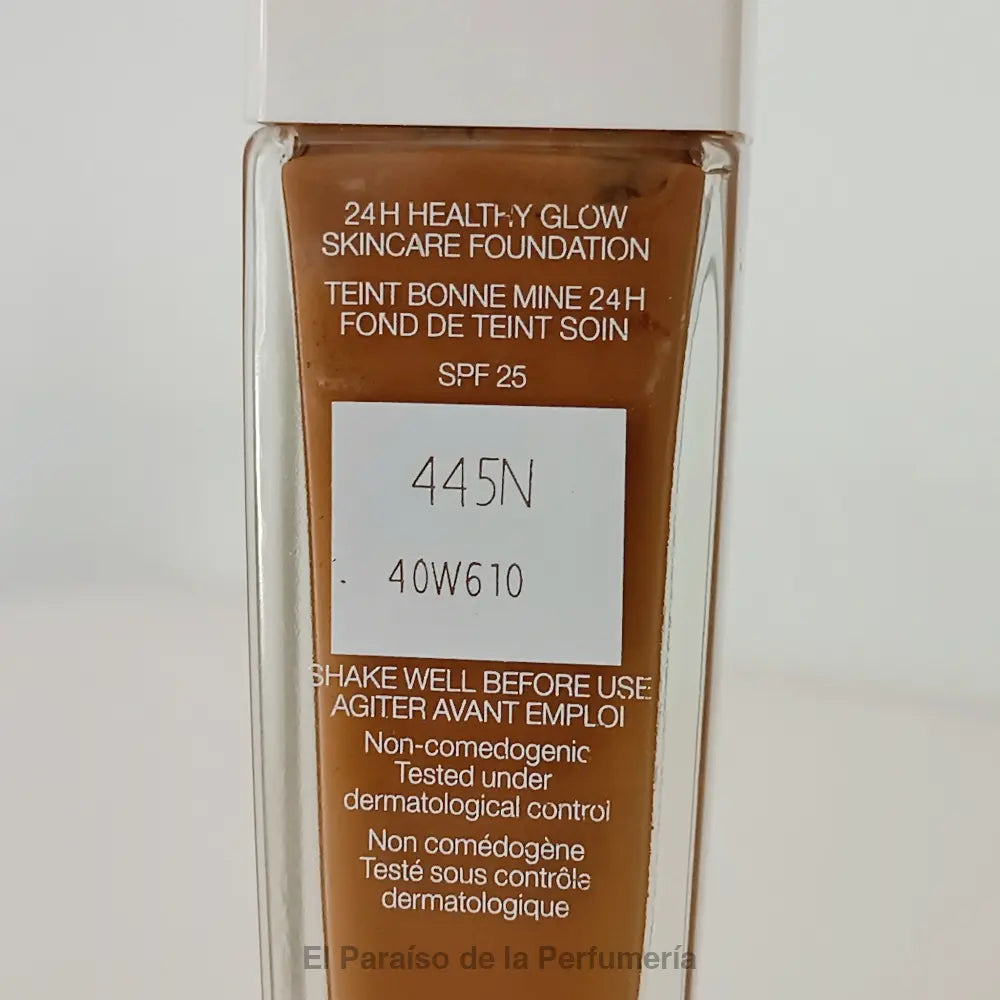 24H HEALTHY GLOW
SKINCARE FOUNDATION
TEINT BONNE MINE 24H
FOND DE TEINT SOIN
SPF 25
445N
40W610
SHAKE WELL BEFORE USE
AGITER AVANT EMPLOI
Non-comedogenic
Tested under
dermatological control
Non comédogène
Testé sous contrôle
dermatologique
El Paraíso de la Perfumería